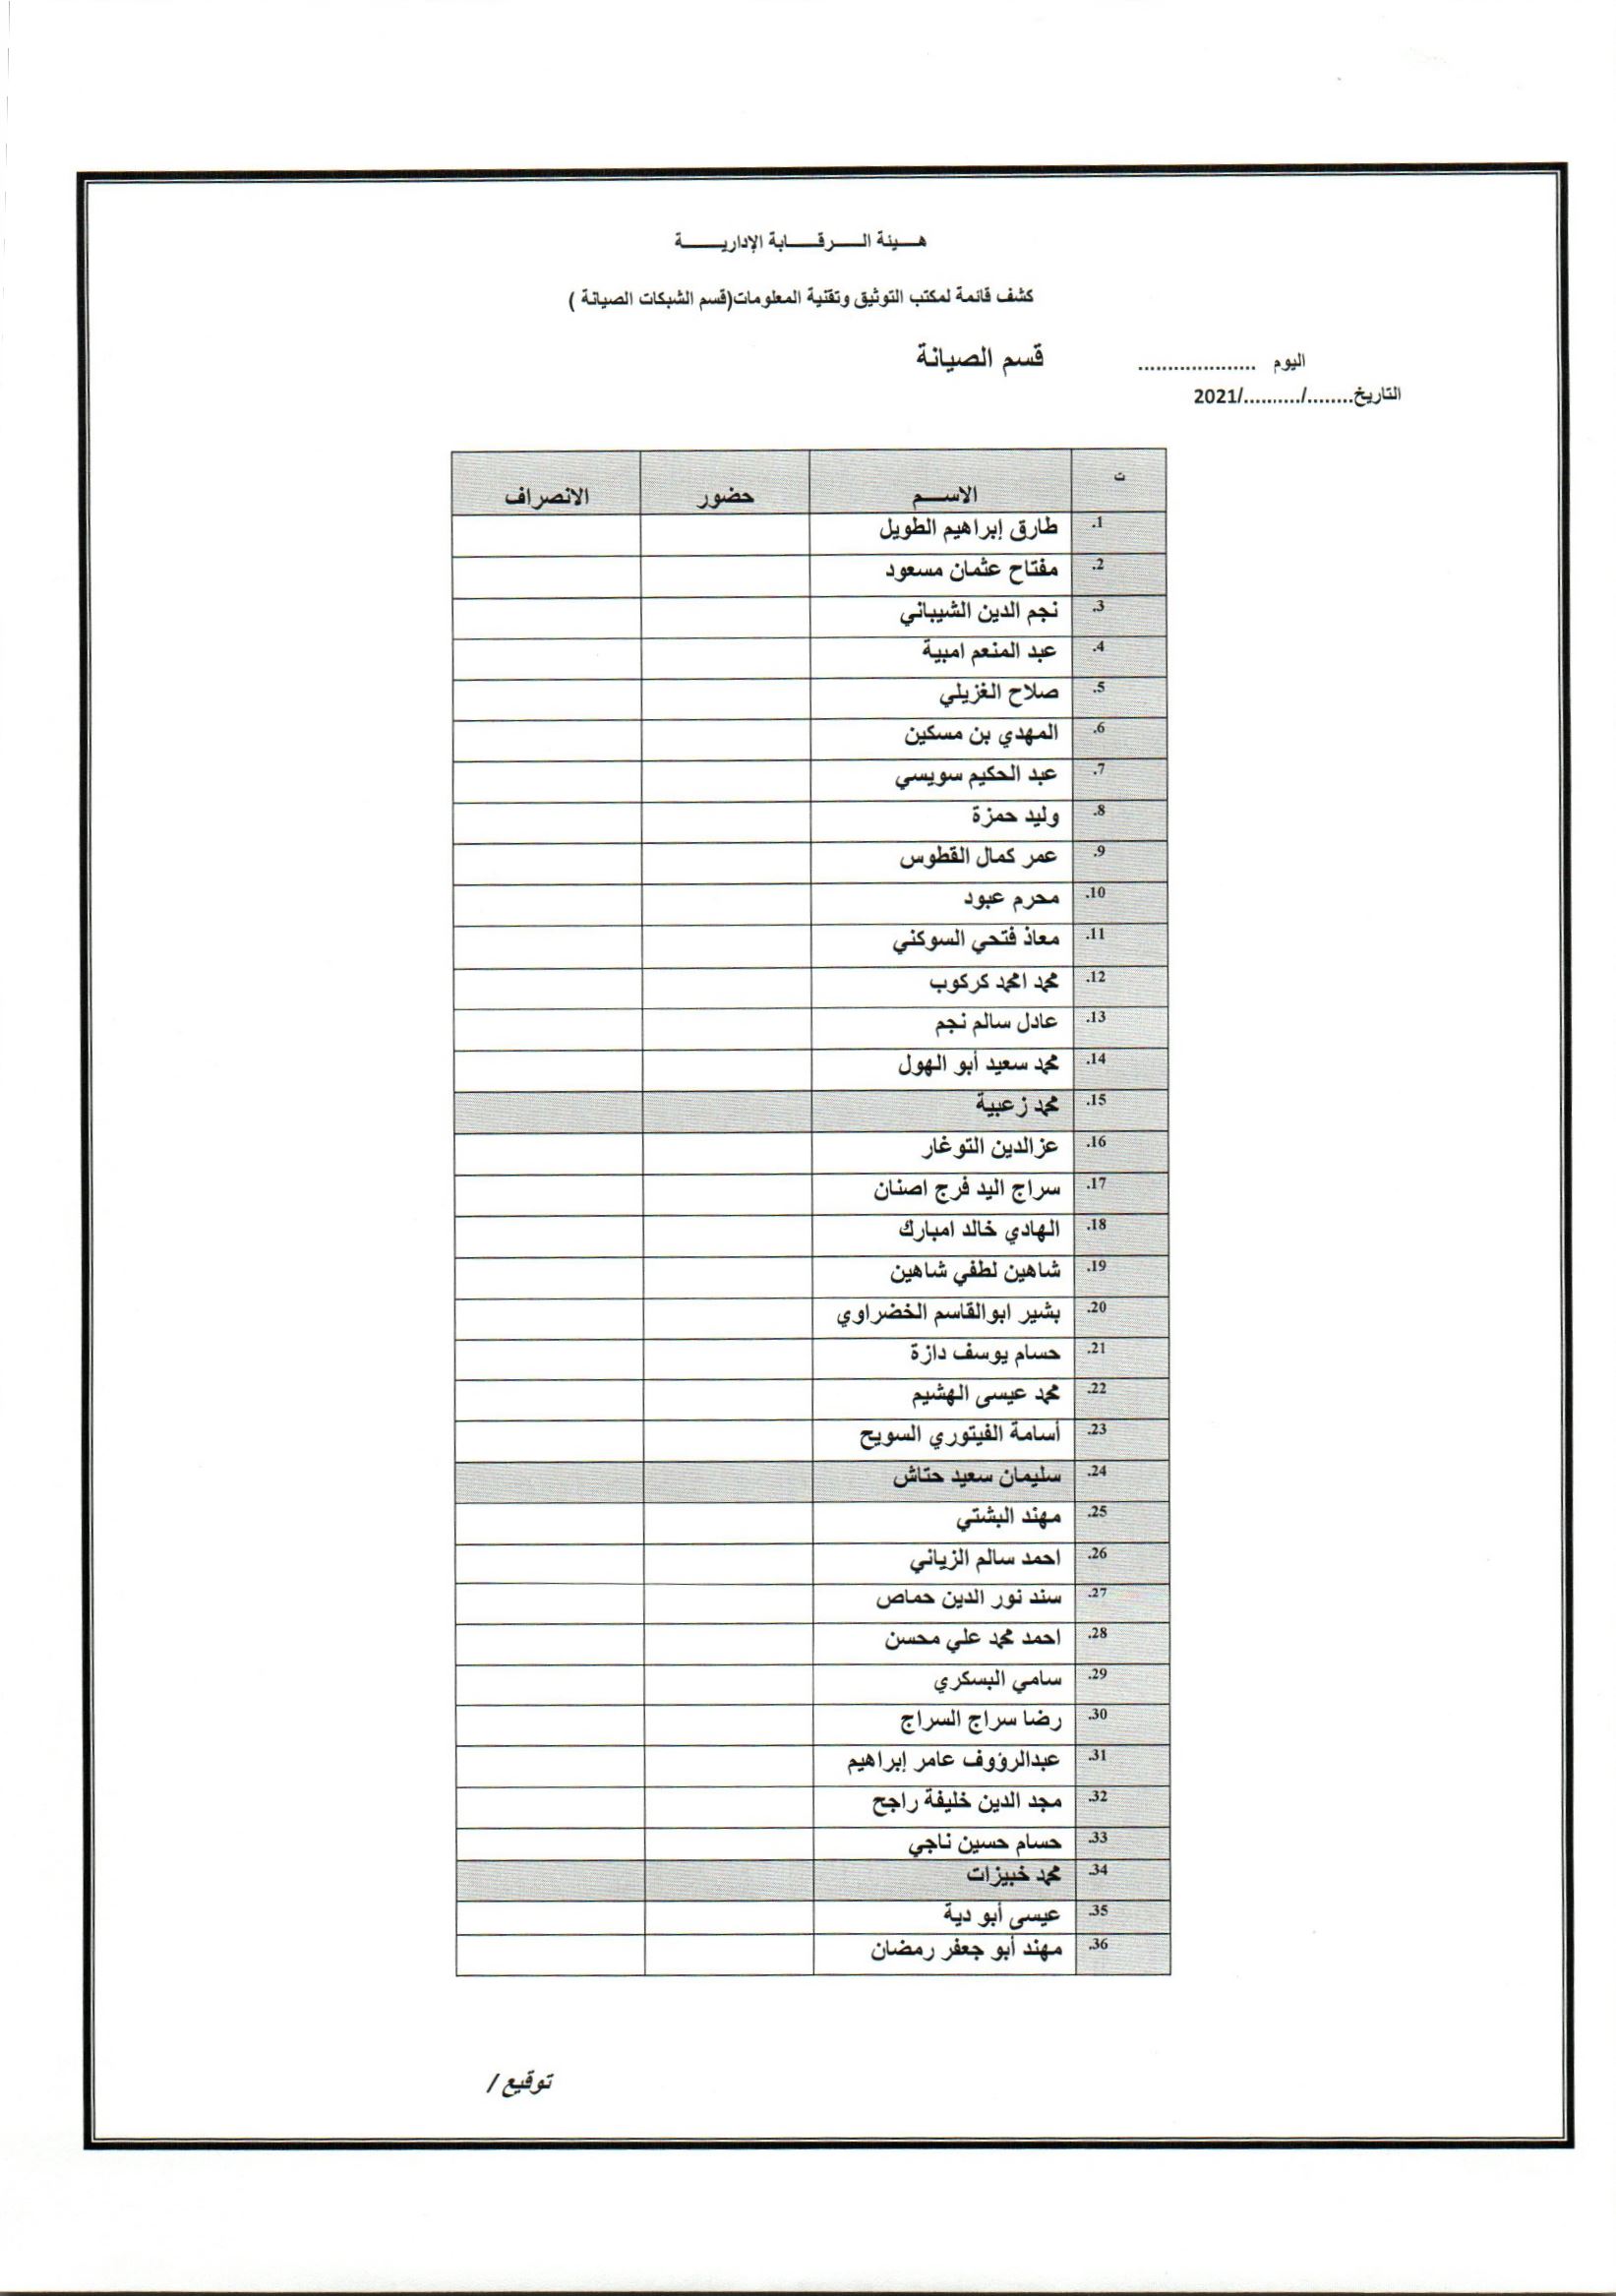 هـــيئة الــــرقــــابة الإداريــــــة
كشف قائمة لمكتب التوثيق وتقنية المعلومات(قسم الشبكات الصيانة )
اليوم .................... قسم الصيانة
التاريخ......../........../2021
ت الاســـم حضور الانصراف
1. طارق إبراهيم الطويل
2. مفتاح عثمان مسعود
3. نجم الدين الشيباني
4. عبد المنعم امبية
5. صلاح الغزيلي
6. المهدي بن مسكين
7. عبد الحكيم سويسي
8. وليد حمزة
9. عمر كمال القطوس
10. محرم عبود
11. معاذ فتحي السوكني
12. محمد امحمد كركوب
13. عادل سالم نجم
14. محمد سعيد أبو الهول
15. محمد زعبية
16. عزالدين التوغار
17. سراج اليد فرج اصنان
18. الهادي خالد امبارك
19. شاهين لطفي شاهين
20. بشير ابوالقاسم الخضراوي
21. حسام يوسف دازة
22. محمد عيسى الهشيم
23. أسامة الفيتوري السويح
24. سليمان سعيد حتاش
25. مهند البشتي
26. احمد سالم الزياني
27. سند نور الدين حماص
28. احمد محمد علي محسن
29. سامي البسكري
30. رضا سراج السراج
31. عبدالرؤوف عامر إبراهيم
32. مجد الدين خليفة راجح
33. حسام حسين ناجي
34. محمد خبيزات
35. عيسى أبو دية
36. مهند أبو جعفر رمضان
توقيع /